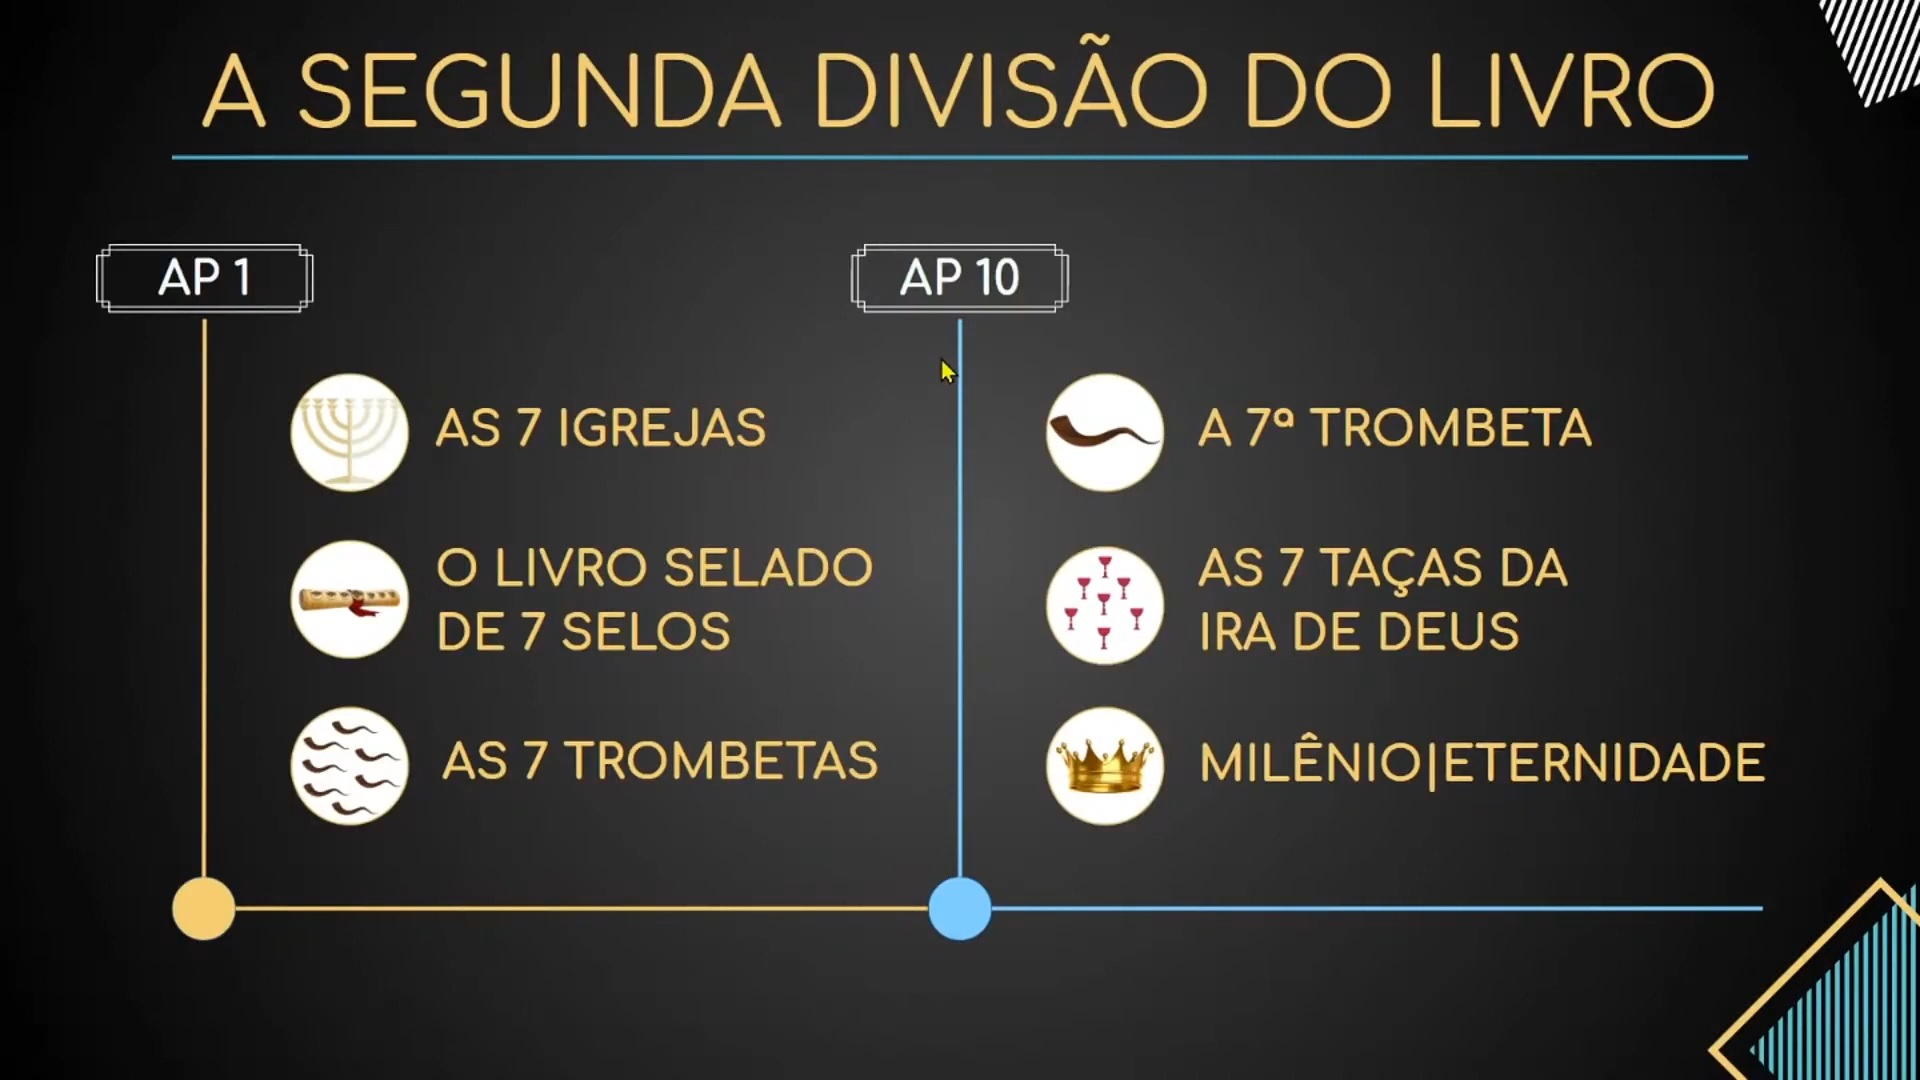 A SEGUNDA DIVISÃO DO LIVRO
AP 1
AS 7 IGREJAS
O LIVRO SELADO
DE 7 SELOS
AS 7 TROMBETAS
AP 10
A 7ª TROMBETA
AS 7 TAÇAS DA
IRA DE DEUS
MILÊNIO|ETERNIDADE